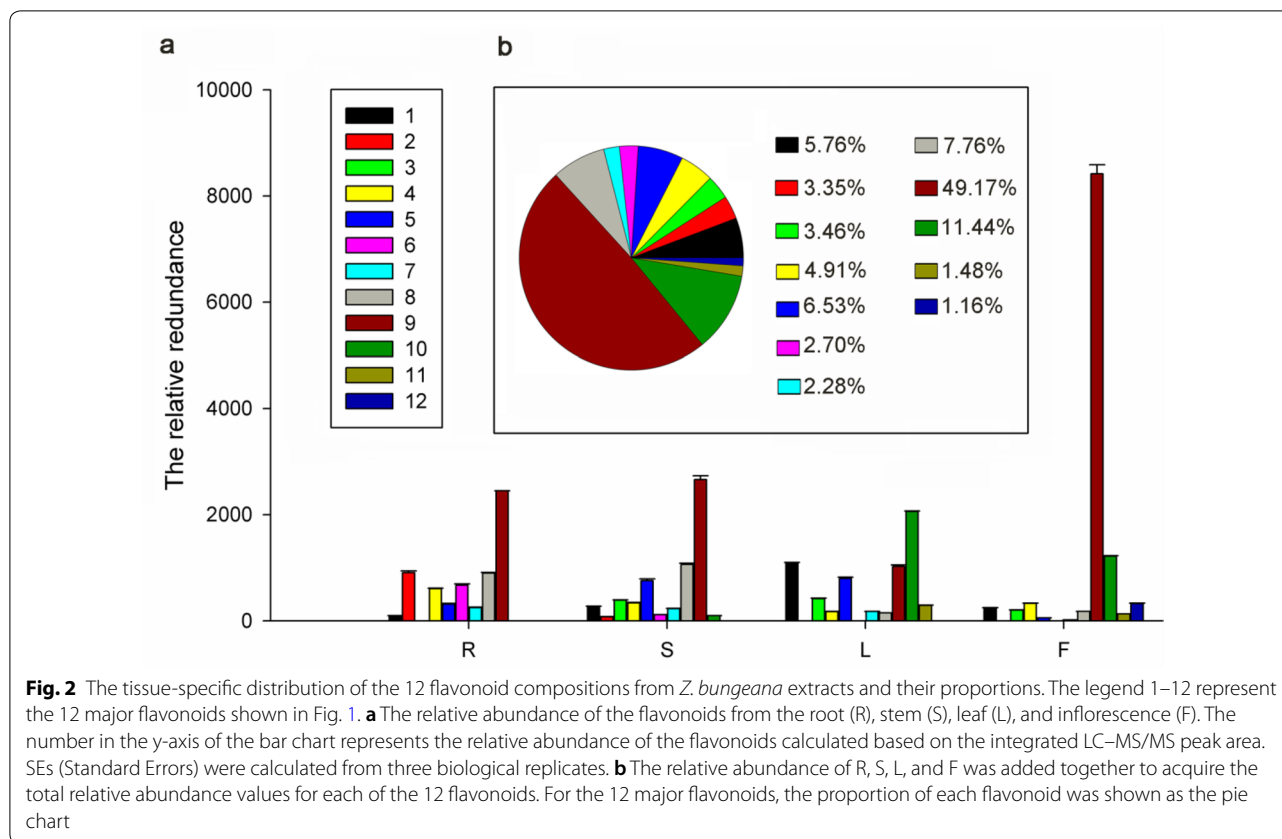 a
b
10000
8000
6000
4000
2000
0
The relative redundance
1
2
3
4
5
6
7
8
9
10
11
12
5.76%
3.35%
3.46%
4.91%
6.53%
2.70%
2.28%
7.76%
49.17%
11.44%
1.48%
1.16%
R
S
L
F
Fig. 2 The tissue-specific distribution of the 12 flavonoid compositions from Z. bungeana extracts and their proportions. The legend 1–12 represent
the 12 major flavonoids shown in Fig. 1. a The relative abundance of the flavonoids from the root (R), stem (S), leaf (L), and inflorescence (F). The
number in the y-axis of the bar chart represents the relative abundance of the flavonoids calculated based on the integrated LC–MS/MS peak area.
SEs (Standard Errors) were calculated from three biological replicates. b The relative abundance of R, S, L, and F was added together to acquire the
total relative abundance values for each of the 12 flavonoids. For the 12 major flavonoids, the proportion of each flavonoid was shown as the pie
chart